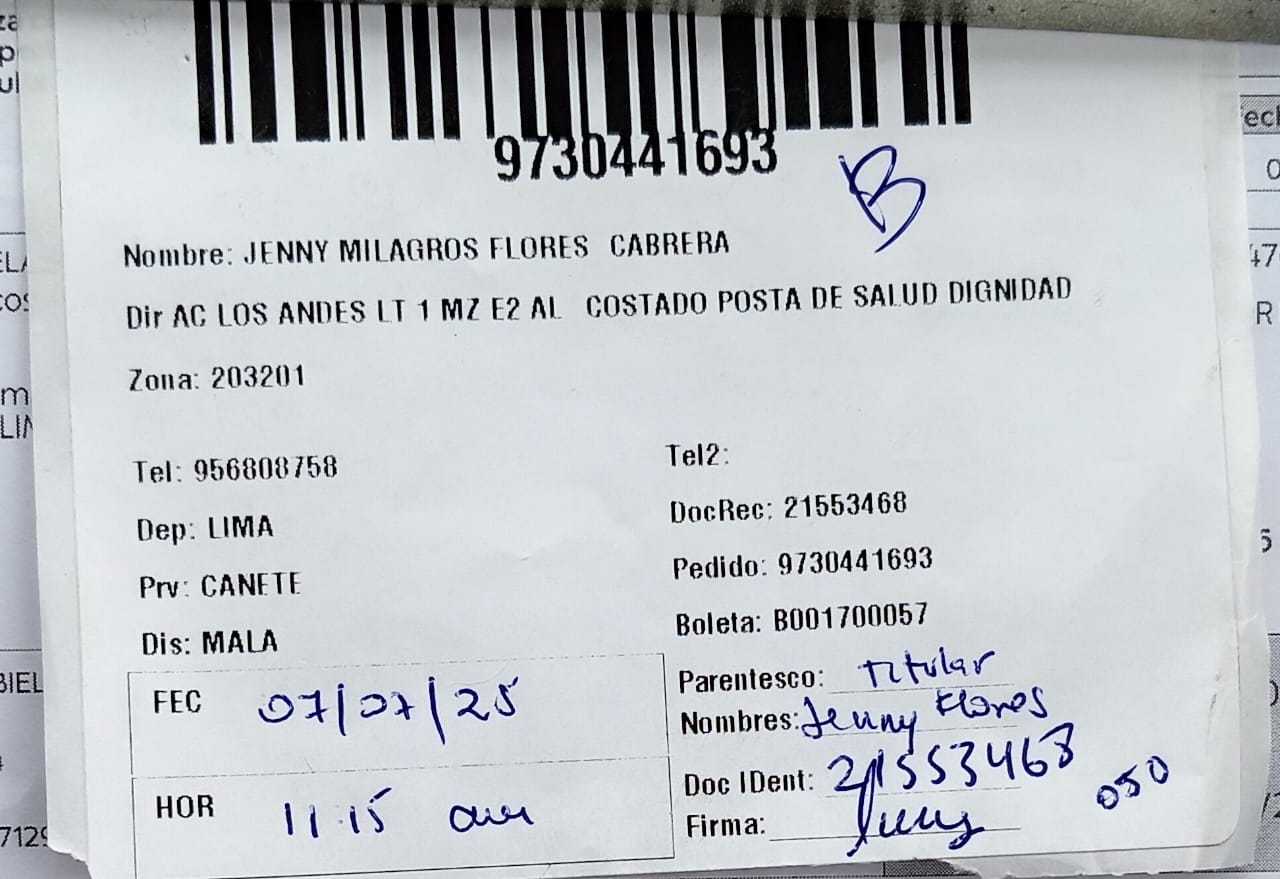 9730441693
B
Nombre: JENNY MILAGROS FLORES CABRERA
Dir AC LOS ANDES LT 1 MZ E2 AL COSTADO POSTA DE SALUD DIGNIDAD
Zona: 203201
Tel: 956808758
Tel2:
Dep: LIMA
DocRec: 21553468
Prv: CANETE
Pedido: 9730441693
Dis: MALA
Boleta: B001700057
FEC 07/07/25
Parentesco: Titular
Nombres: Jenny Flores
HOR 11:15 am
Doc IDent: 21553468
050
Firma: Jenny